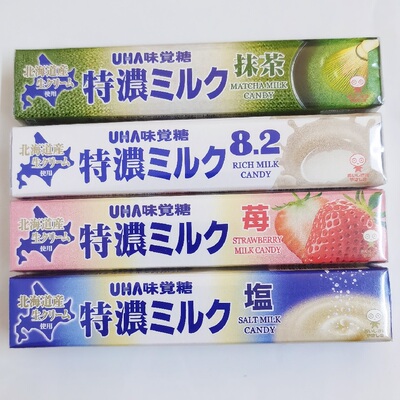 北海道産
生クリーム
使用
UHA味覚糖
特濃ミルク
抹茶
MATCHA MILK
CANDY
北海道産
生クリーム
使用
UHA味覚糖
特濃ミルク
8.2
RICH MILK
CANDY
北海道産
生クリーム
使用
UHA味覚糖
特濃ミルク
苺
STRAWBERRY
MILK CANDY
北海道産
生クリーム
使用
UHA味覚糖
特濃ミルク
塩
SALT MILK
CANDY